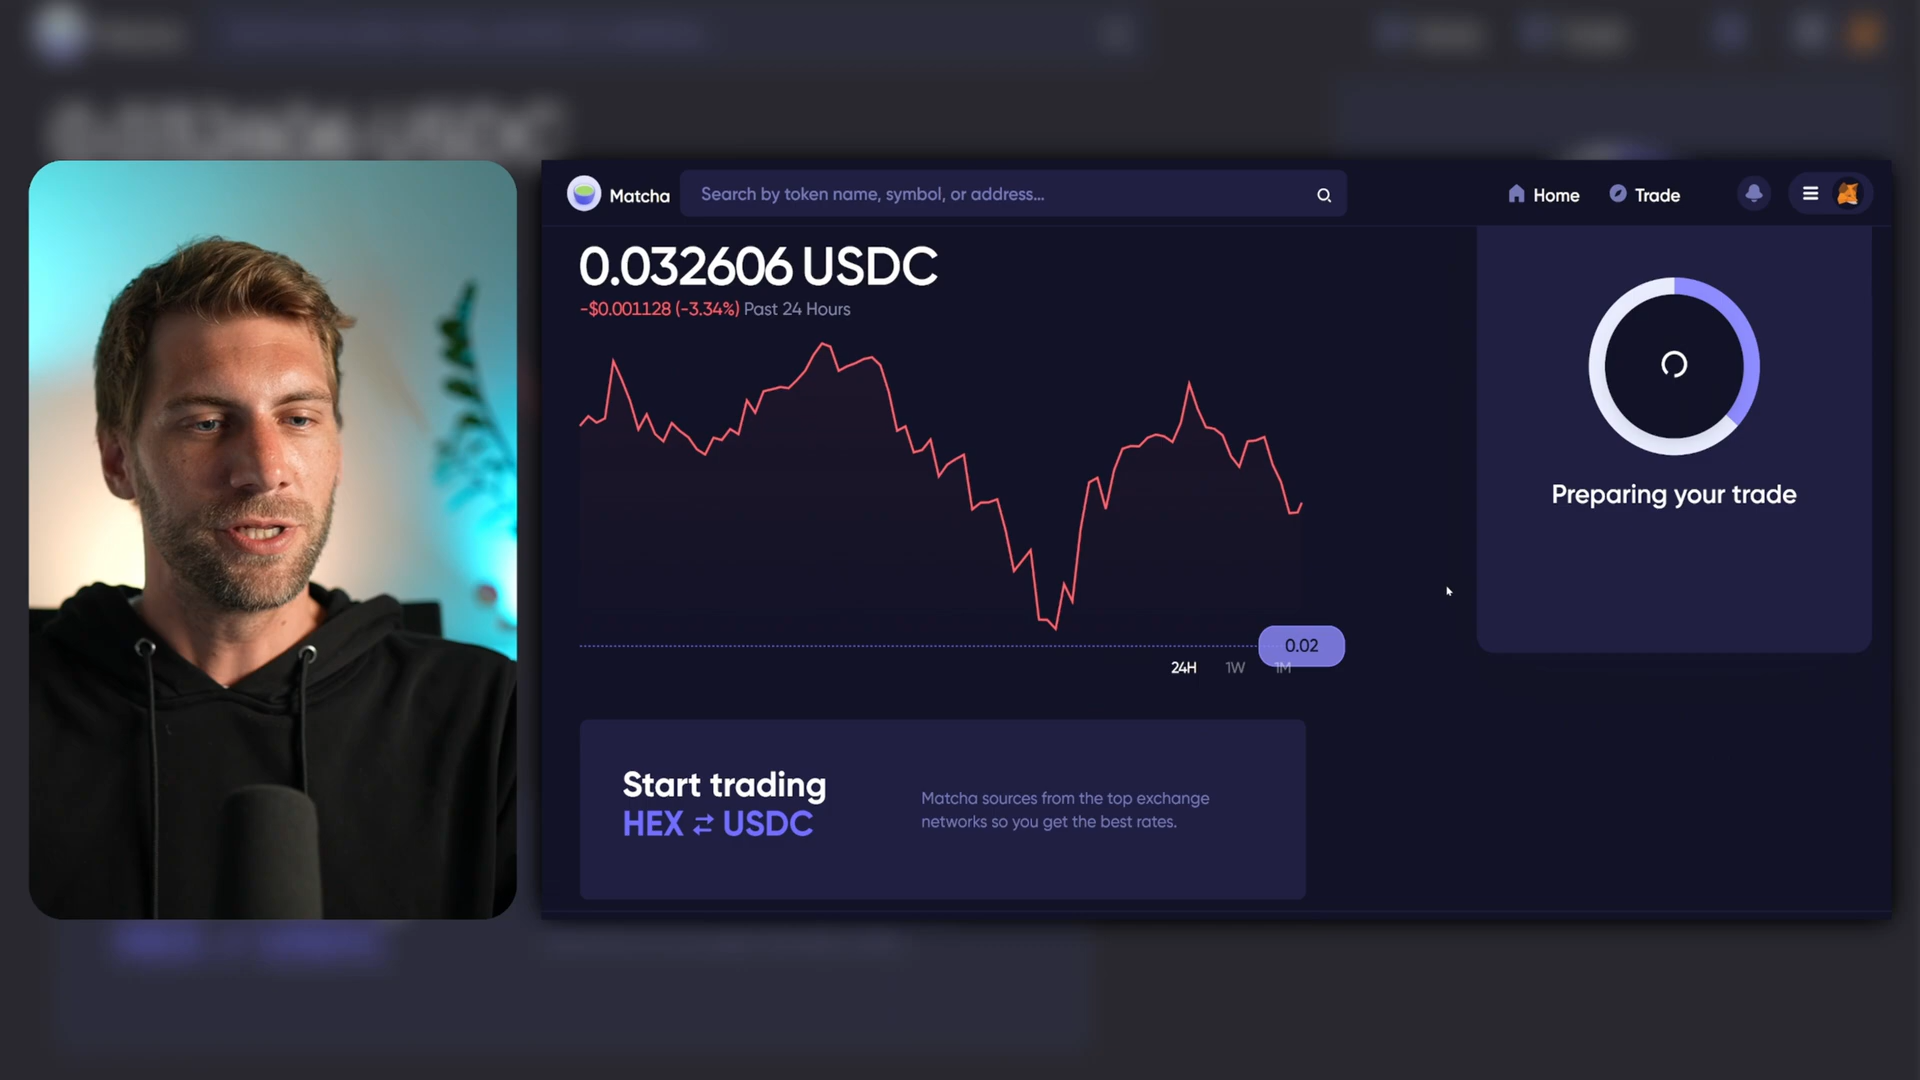 Matcha
Search by token name, symbol, or address...
Home
Trade
0.032606 USDC
-$0.001128 (-3.34%) Past 24 Hours
Preparing your trade
0.02
24H
1W
1M
Start trading
HEX ⇄ USDC
Matcha sources from the top exchange
networks so you get the best rates.